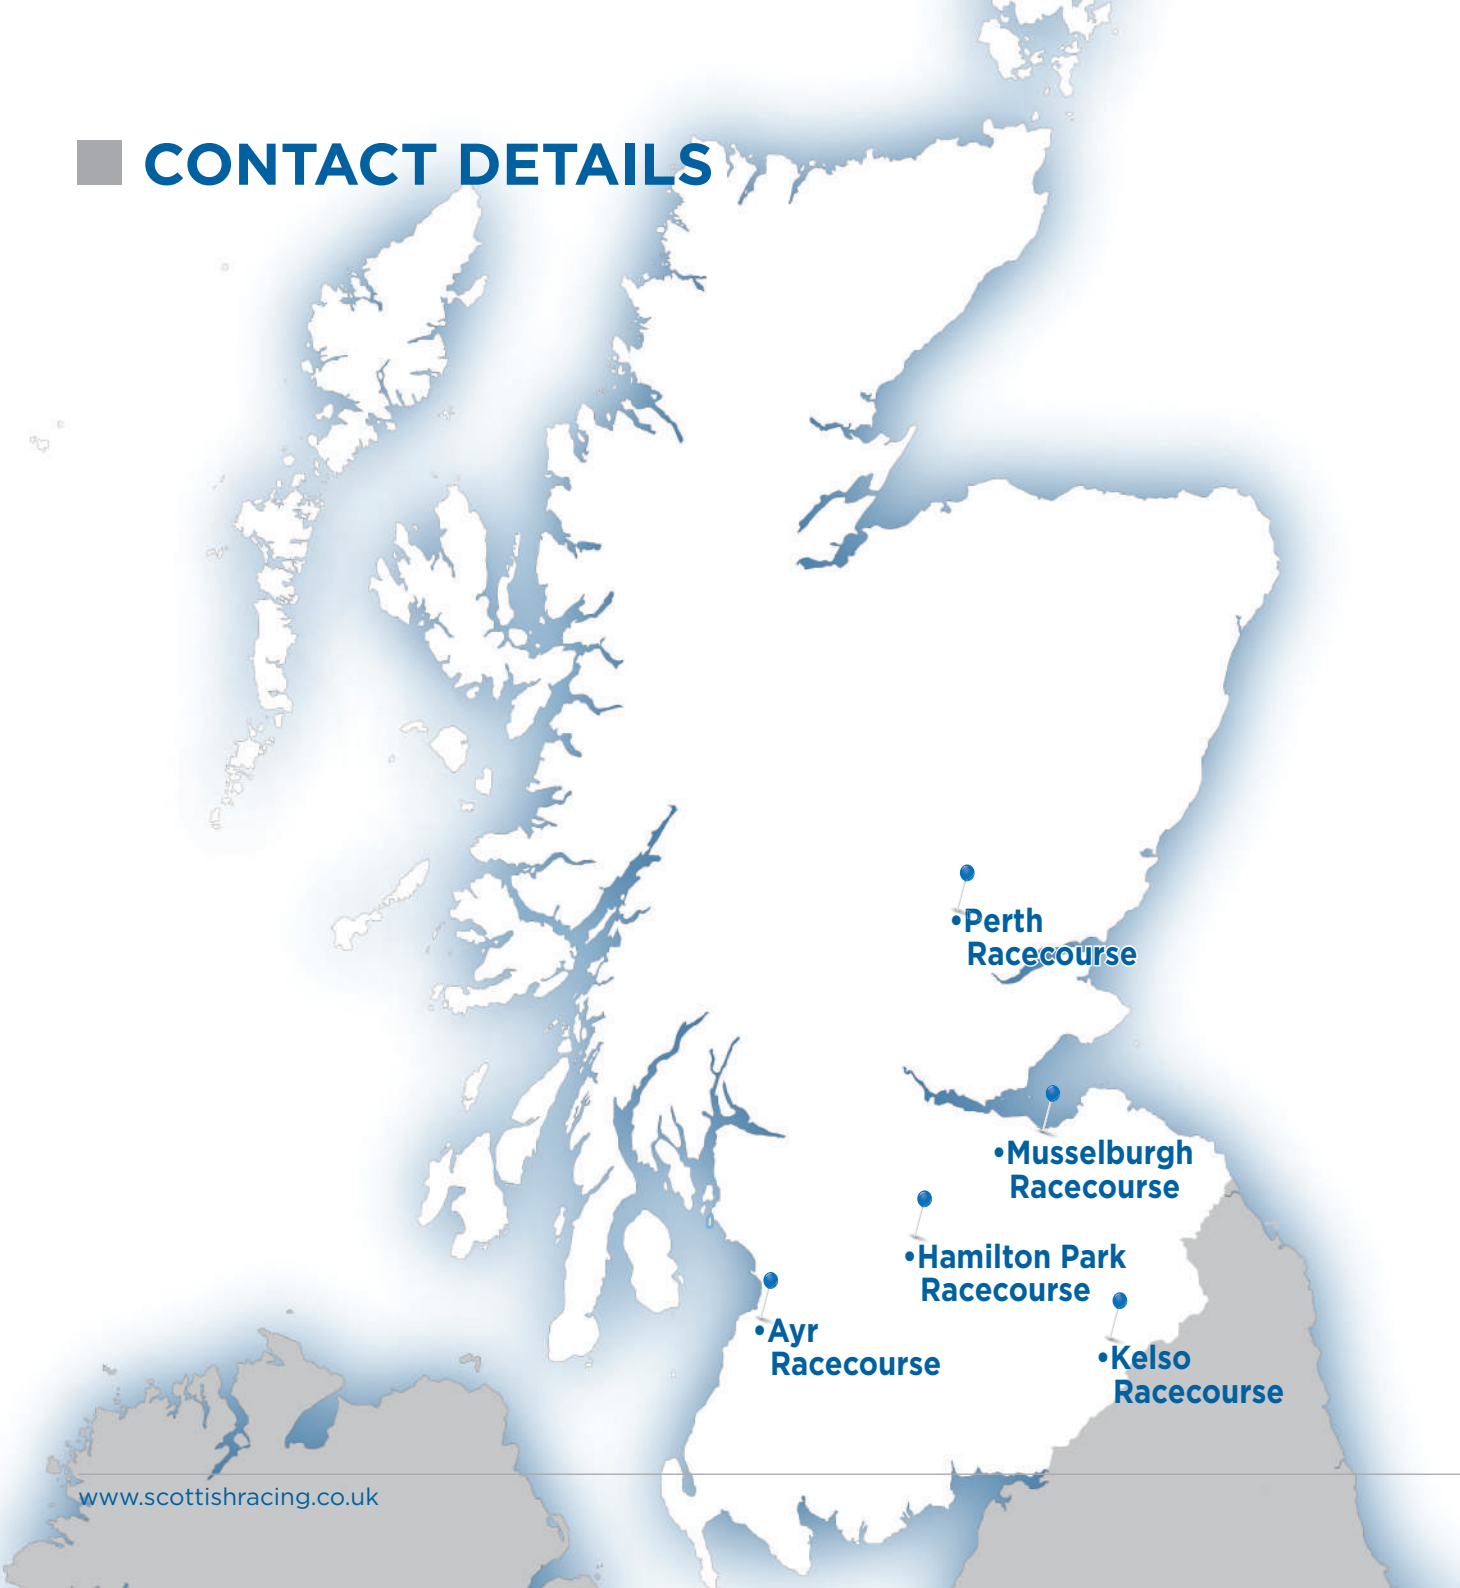 CONTACT DETAILS
•Perth
Racecourse
•Musselburgh
Racecourse
•Hamilton Park
Racecourse
•Ayr
Racecourse
•Kelso
Racecourse
www.scottishracing.co.uk